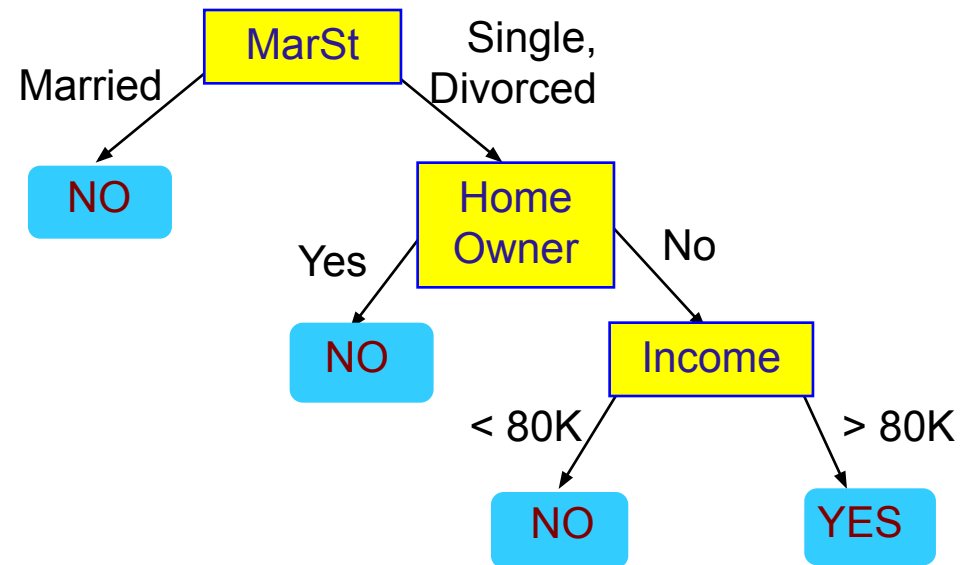 MarSt
Single,
Divorced
Married
NO
Home
Owner
Yes
No
NO
Income
< 80K
> 80K
NO
YES